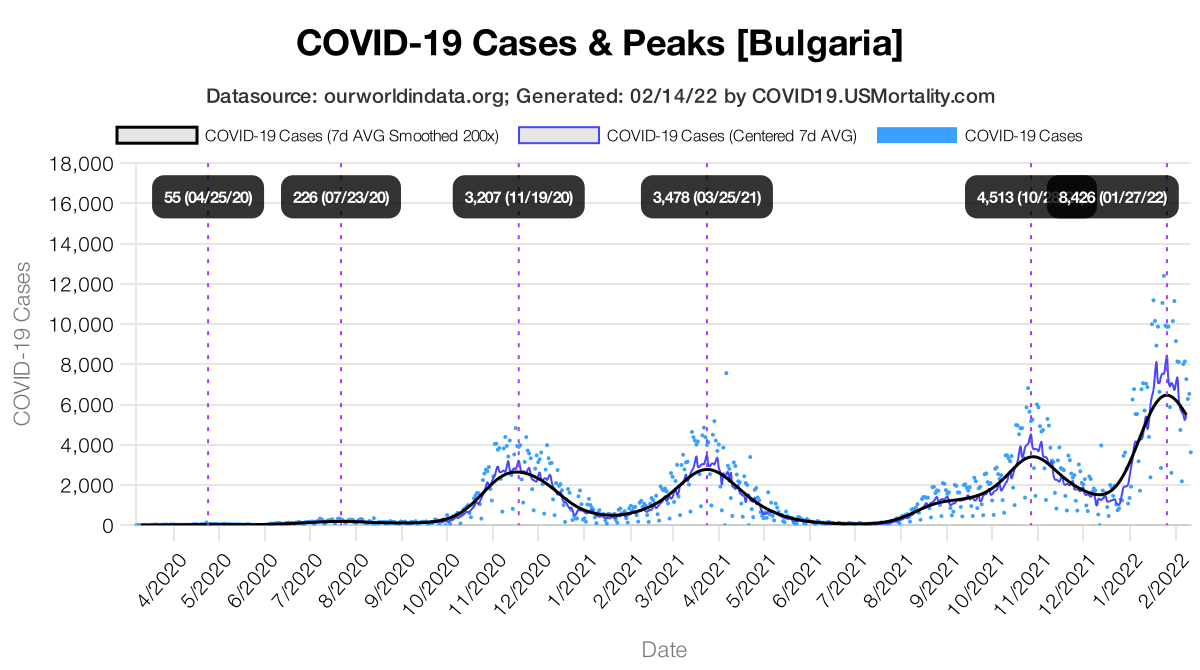 COVID-19 Cases & Peaks [Bulgaria]
Datasource: ourworldindata.org; Generated: 02/14/22 by COVID19.USMortality.com
COVID-19 Cases (7d AVG Smoothed 200x) COVID-19 Cases (Centered 7d AVG) COVID-19 Cases
18,000
55 (04/25/20) 226 (07/23/20) 3,207 (11/19/20) 3,478 (03/25/21) 4,513 8,426 (01/27/22)
16,000
14,000
12,000
10,000
8,000
6,000
4,000
2,000
0
COVID-19 Cases
4/2020 5/2020 6/2020 7/2020 8/2020 9/2020 10/2020 11/2020 12/2020 1/2021 2/2021 3/2021 4/2021 5/2021 6/2021 7/2021 8/2021 9/2021 10/2021 11/2021 12/2021 1/2022 2/2022
Date